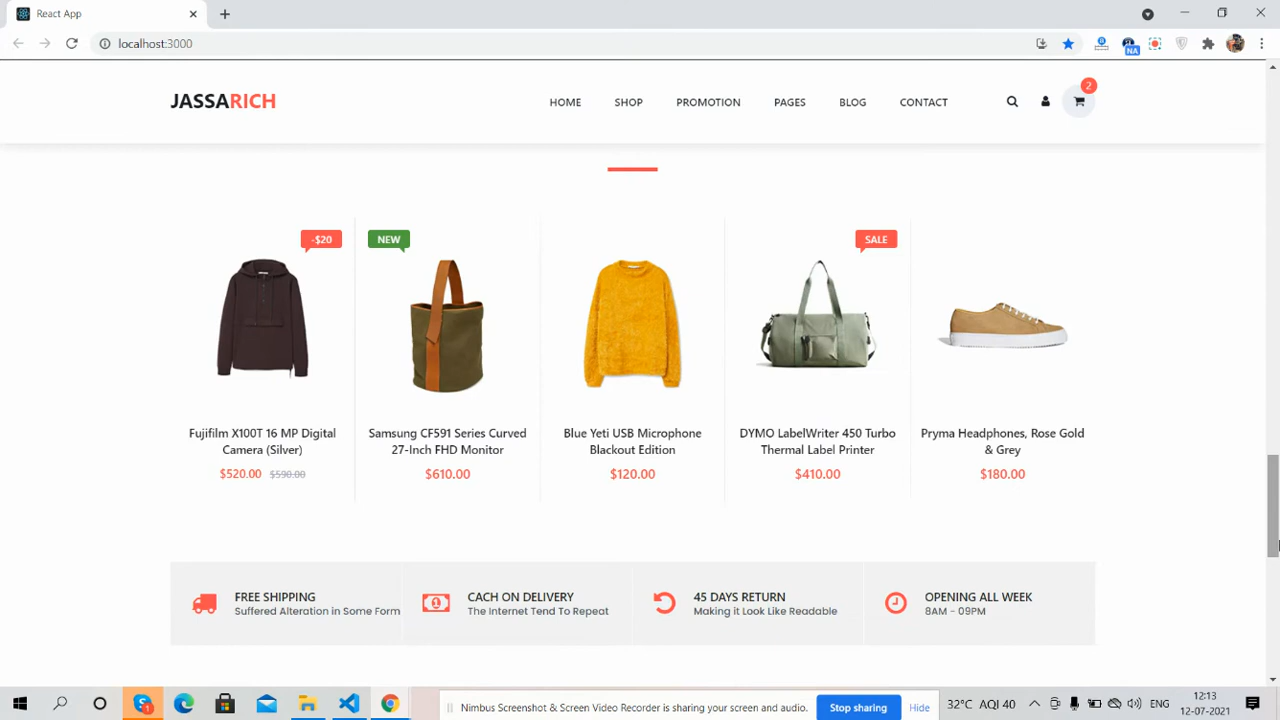 React App
localhost:3000
NA
JASSARICH
HOME SHOP PROMOTION PAGES BLOG CONTACT
2
-$20
NEW
SALE
Fujifilm X100T 16 MP Digital
Camera (Silver)
$520.00 $590.00
Samsung CF591 Series Curved
27-Inch FHD Monitor
$610.00
Blue Yeti USB Microphone
Blackout Edition
$120.00
DYMO LabelWriter 450 Turbo
Thermal Label Printer
$410.00
Pryma Headphones, Rose Gold
& Grey
$180.00
FREE SHIPPING
Suffered Alteration in Some Form
CACH ON DELIVERY
The Internet Tend To Repeat
45 DAYS RETURN
Making it Look Like Readable
OPENING ALL WEEK
8AM - 09PM
1
Nimbus Screenshot & Screen Video Recorder is sharing your screen.
Stop sharing
Hide
32°C AQI 40
ENG
12:13
12-07-2021